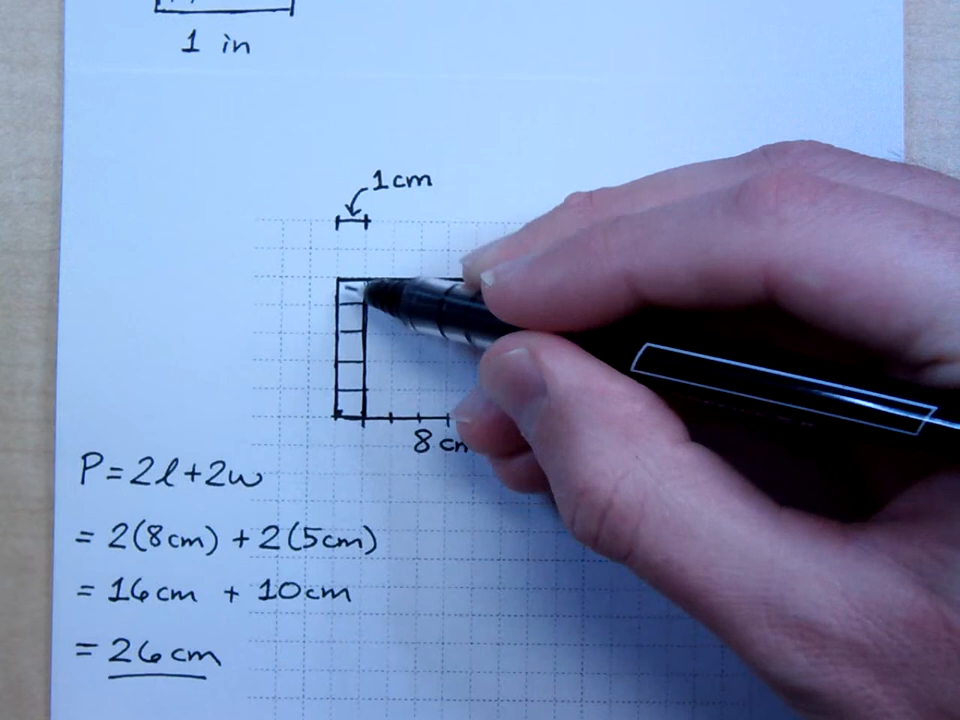 1 in
1cm
8 cm
P = 2l + 2w
= 2(8cm) + 2(5cm)
= 16cm + 10cm
= 26cm